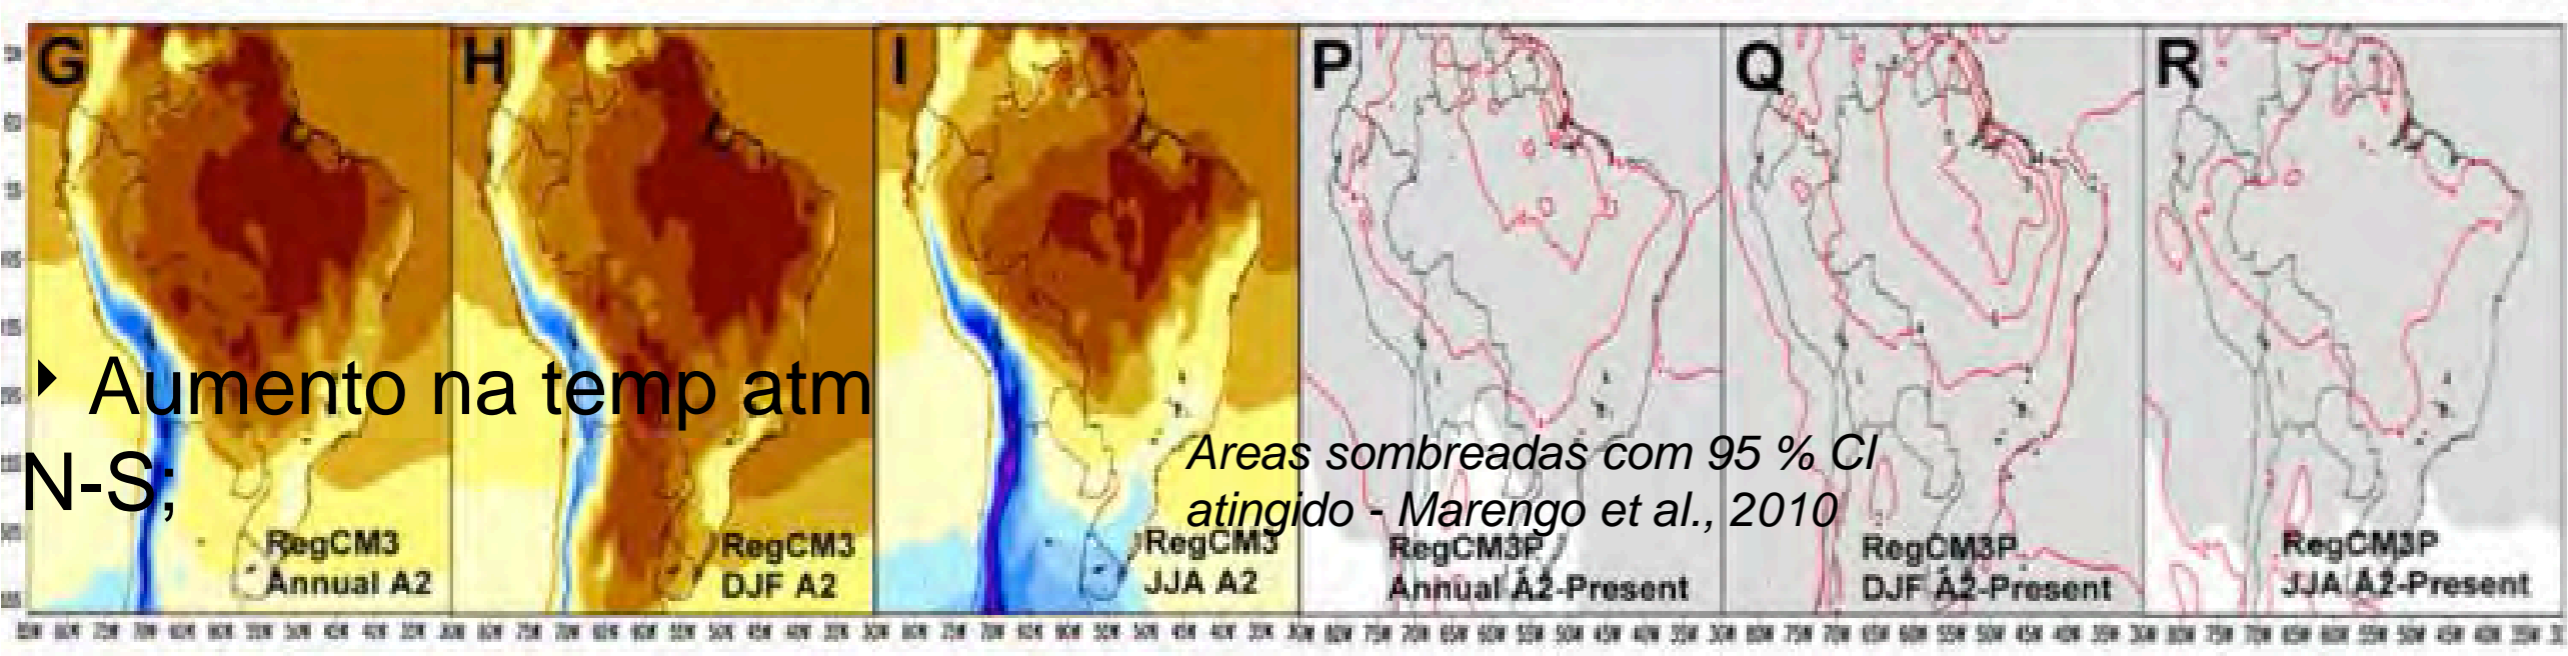 G H I P Q R
▸ Aumento na temp atm
N-S;
Areas sombreadas com 95 % CI
atingido - Marengo et al., 2010
RegCM3
Annual A2
RegCM3
DJF A2
RegCM3
JJA A2
RegCM3P
Annual A2-Present
RegCM3P
DJF A2-Present
RegCM3P
JJA A2-Present